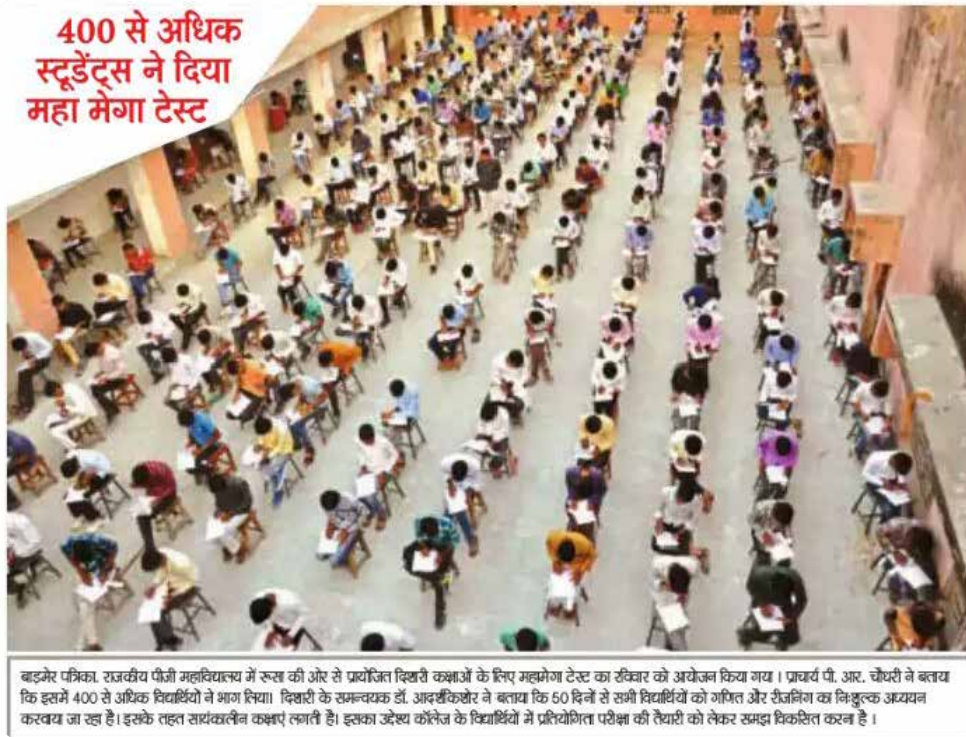 400 से अधिक
स्टूडेंट्स ने दिया
महा मेगा टेस्ट
बाड़मेर पत्रिका. राजकीय पीजी महाविद्यालय में रूसा की ओर से प्रायोजित दिशारी कक्षाओं के लिए महामेगा टेस्ट का रविवार को आयोजन किया गया । प्राचार्य पी. आर. चौधरी ने बताया
कि इसमें 400 से अधिक विद्यार्थियों ने भाग लिया। दिशारी के समन्वयक डॉ. आदर्शकिशोर ने बताया कि 50 दिनों से सभी विद्यार्थियों को गणित और रीजनिंग का निःशुल्क अध्ययन
करवाया जा रहा है। इसके तहत सायंकालीन कक्षाएं लगती है। इसका उद्देश्य कॉलेज के विद्यार्थियों में प्रतियोगिता परीक्षा की तैयारी को लेकर समझ विकसित करना है ।